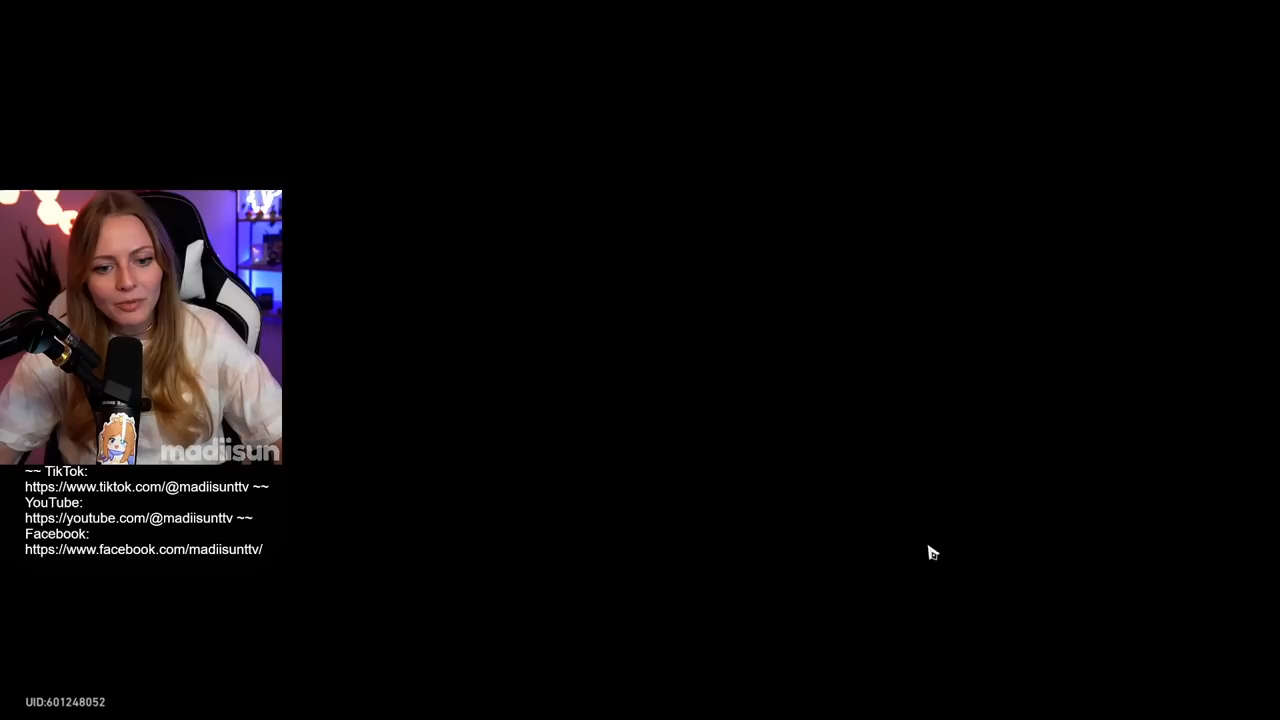 madiisun
~~ TikTok:
https://www.tiktok.com/@madiisunttv ~~
YouTube:
https://youtube.com/@madiisunttv ~~
Facebook:
https://www.facebook.com/madiisunttv/
UID:601248052